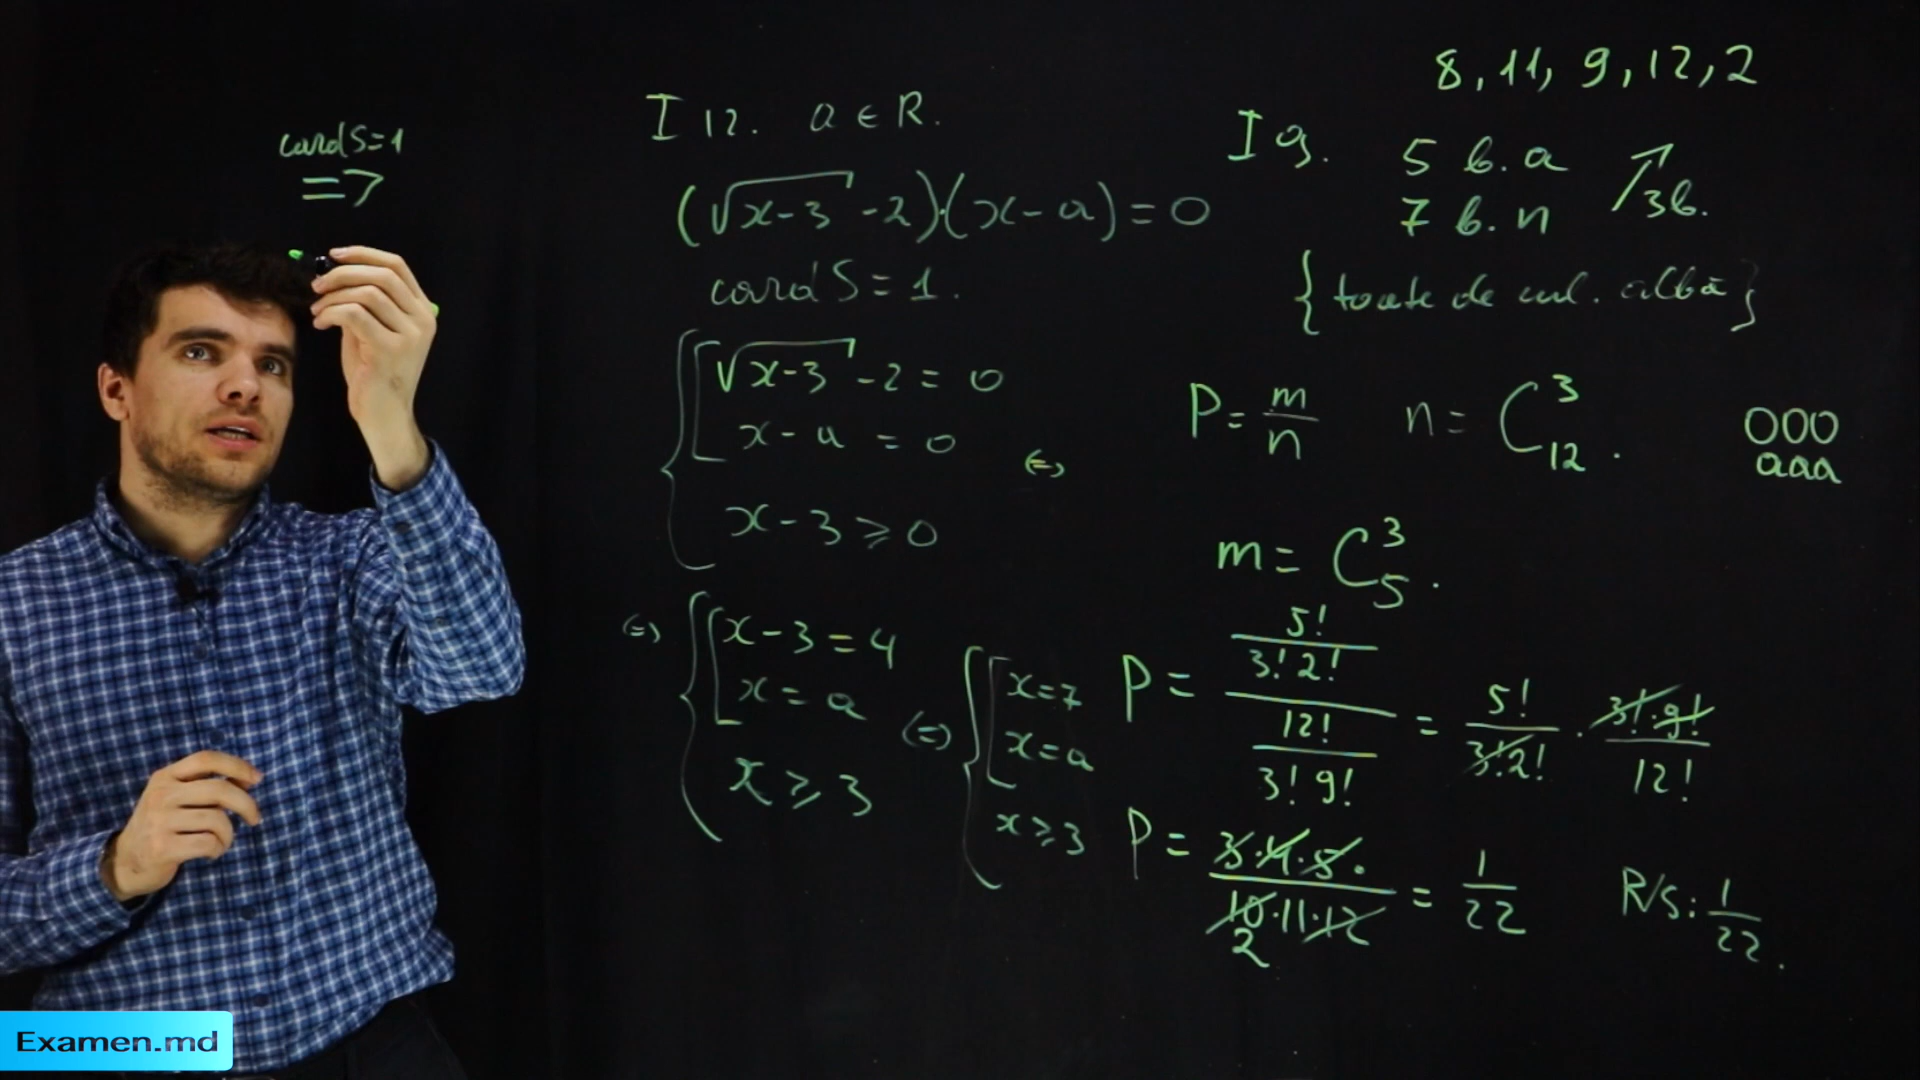 card S=1
=>
I 12. a ∈ R.
(√x-3 -2)·(x-a)=0
card S=1.
√x-3 -2=0
x-a=0
x-3⩾0
(=)
(=)
x-3=4
x=a
x⩾3
(=)
x=7
x=a
x⩾3
8, 11, 9, 12, 2
I 9. 5 b.a
7 b.n
↗3b.
{toate de cul. albă}
P= m/n n= C³₁₂.
000
aaa
m= C³₅.
P= (5!/(3! 2!))/(12!/(3! 9!)) = 5!/(3! 2!) · (3!·9!)/12!
P= (3·4·5.)/(10·11·12) = 1/22
2
R/s: 1/22.
Examen.md